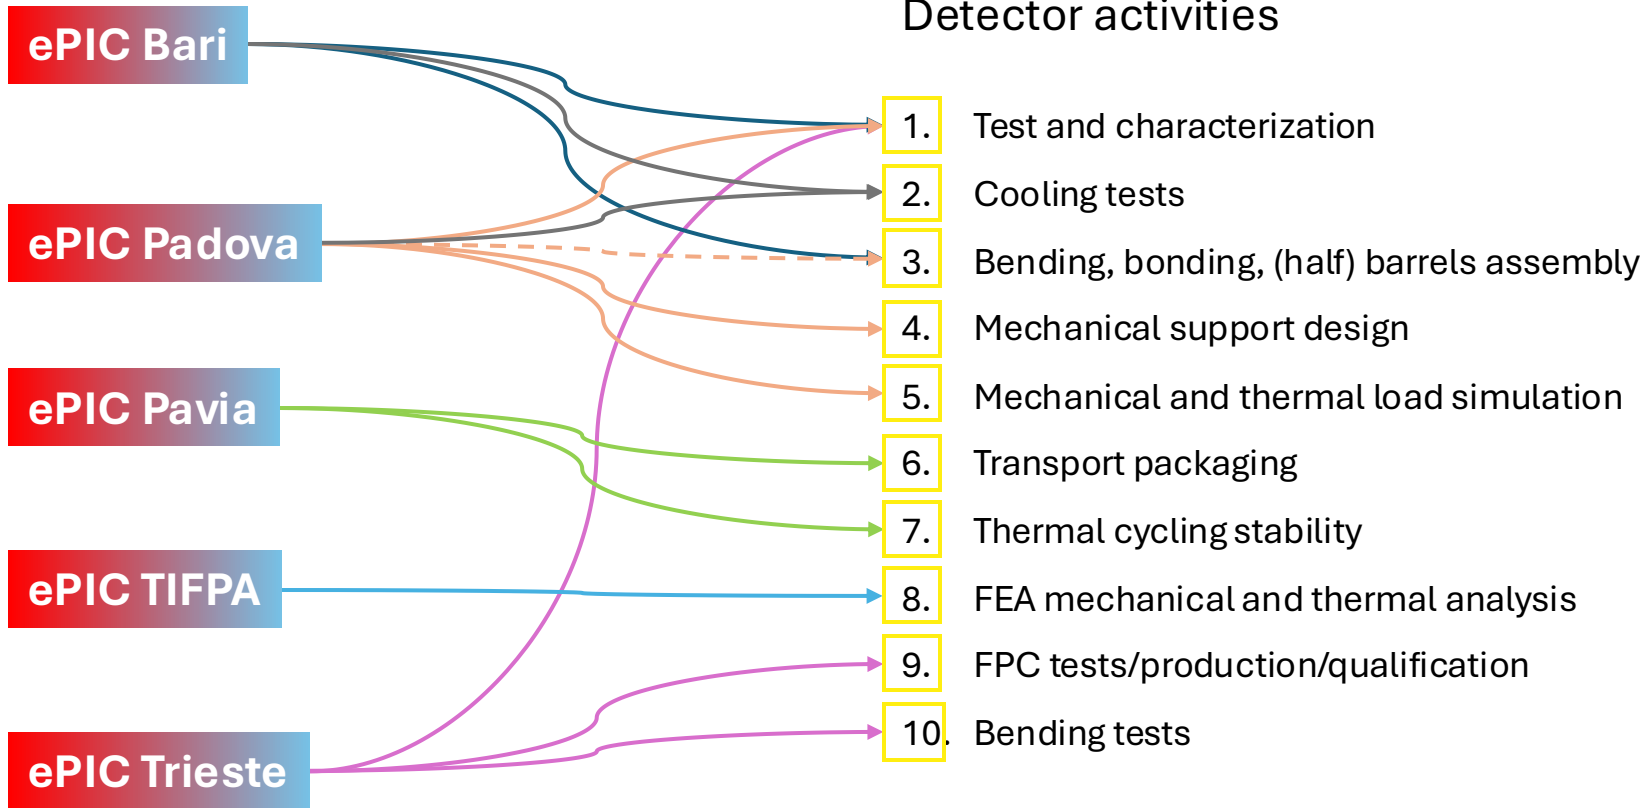 Detector activities
ePIC Bari
ePIC Padova
ePIC Pavia
ePIC TIFPA
ePIC Trieste
1. Test and characterization
2. Cooling tests
3. Bending, bonding, (half) barrels assembly
4. Mechanical support design
5. Mechanical and thermal load simulation
6. Transport packaging
7. Thermal cycling stability
8. FEA mechanical and thermal analysis
9. FPC tests/production/qualification
10. Bending tests